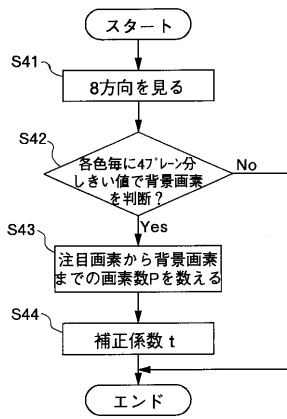 スタート
S41
8方向を見る
S42
各色毎に4プレーン分
しきい値で背景画素
を判断？
No
Yes
S43
注目画素から背景画素
までの画素数Pを数える
S44
補正係数 t
エンド